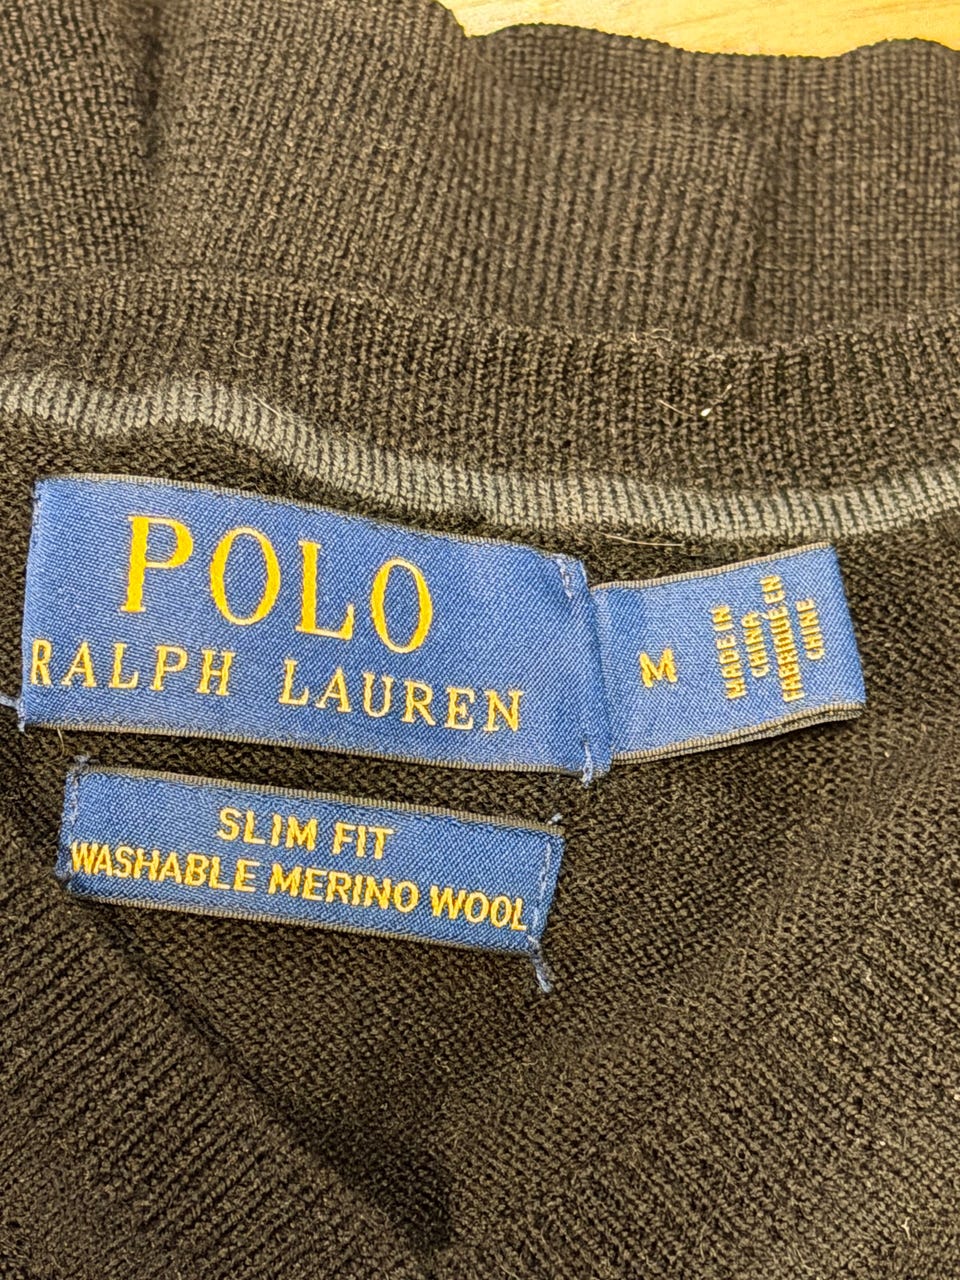 POLO
RALPH LAUREN
M
MADE IN
CHINA
FABRIQUÉ EN
CHINE
SLIM FIT
WASHABLE MERINO WOOL